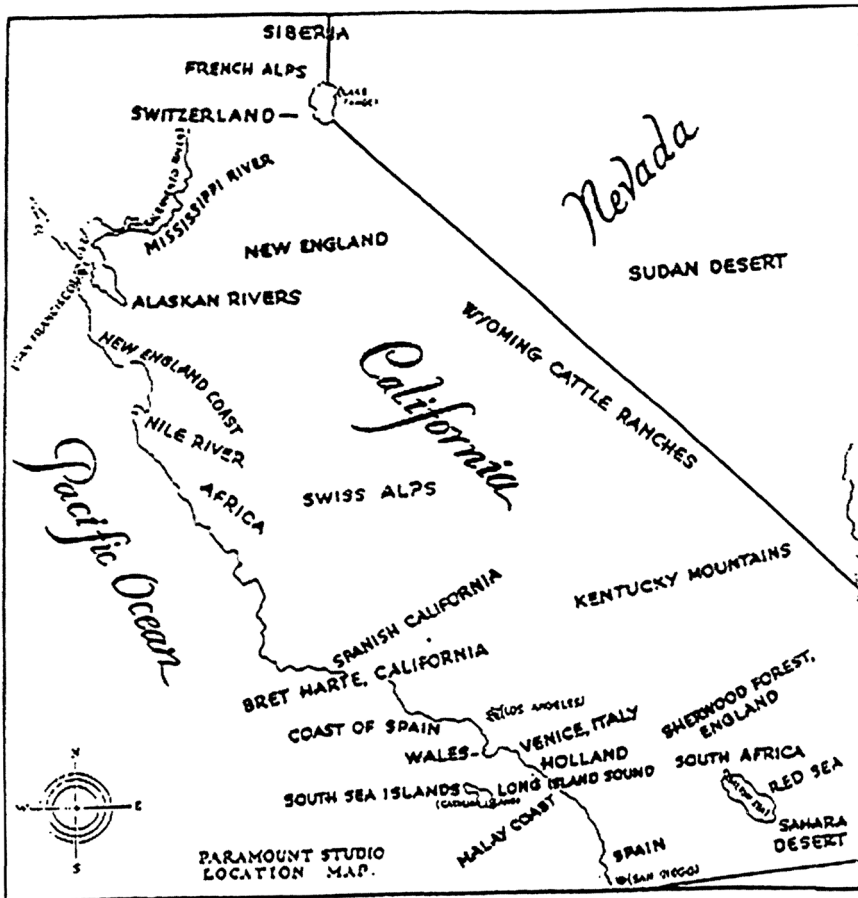 SIBERIA
FRENCH ALPS
LAKE
SWITZERLAND
Nevada
MISSISSIPPI RIVER
NEW ENGLAND
SUDAN DESERT
ALASKAN RIVERS
SAN FRANCISCO
WYOMING CATTLE RANCHES
NEW ENGLAND COAST
California
NILE RIVER
Pacific Ocean
AFRICA
SWISS ALPS
KENTUCKY MOUNTAINS
SPANISH CALIFORNIA
BRET HARTE, CALIFORNIA
COAST OF SPAIN
(LOS ANGELES)
SHERWOOD FOREST,
ENGLAND
WALES
VENICE, ITALY
HOLLAND
SOUTH AFRICA
SOUTH SEA ISLANDS
LONG ISLAND SOUND
RED SEA
MALAY COAST
SAHARA
DESERT
SPAIN
(SAN DIEGO)
N
W
E
S
PARAMOUNT STUDIO
LOCATION MAP.